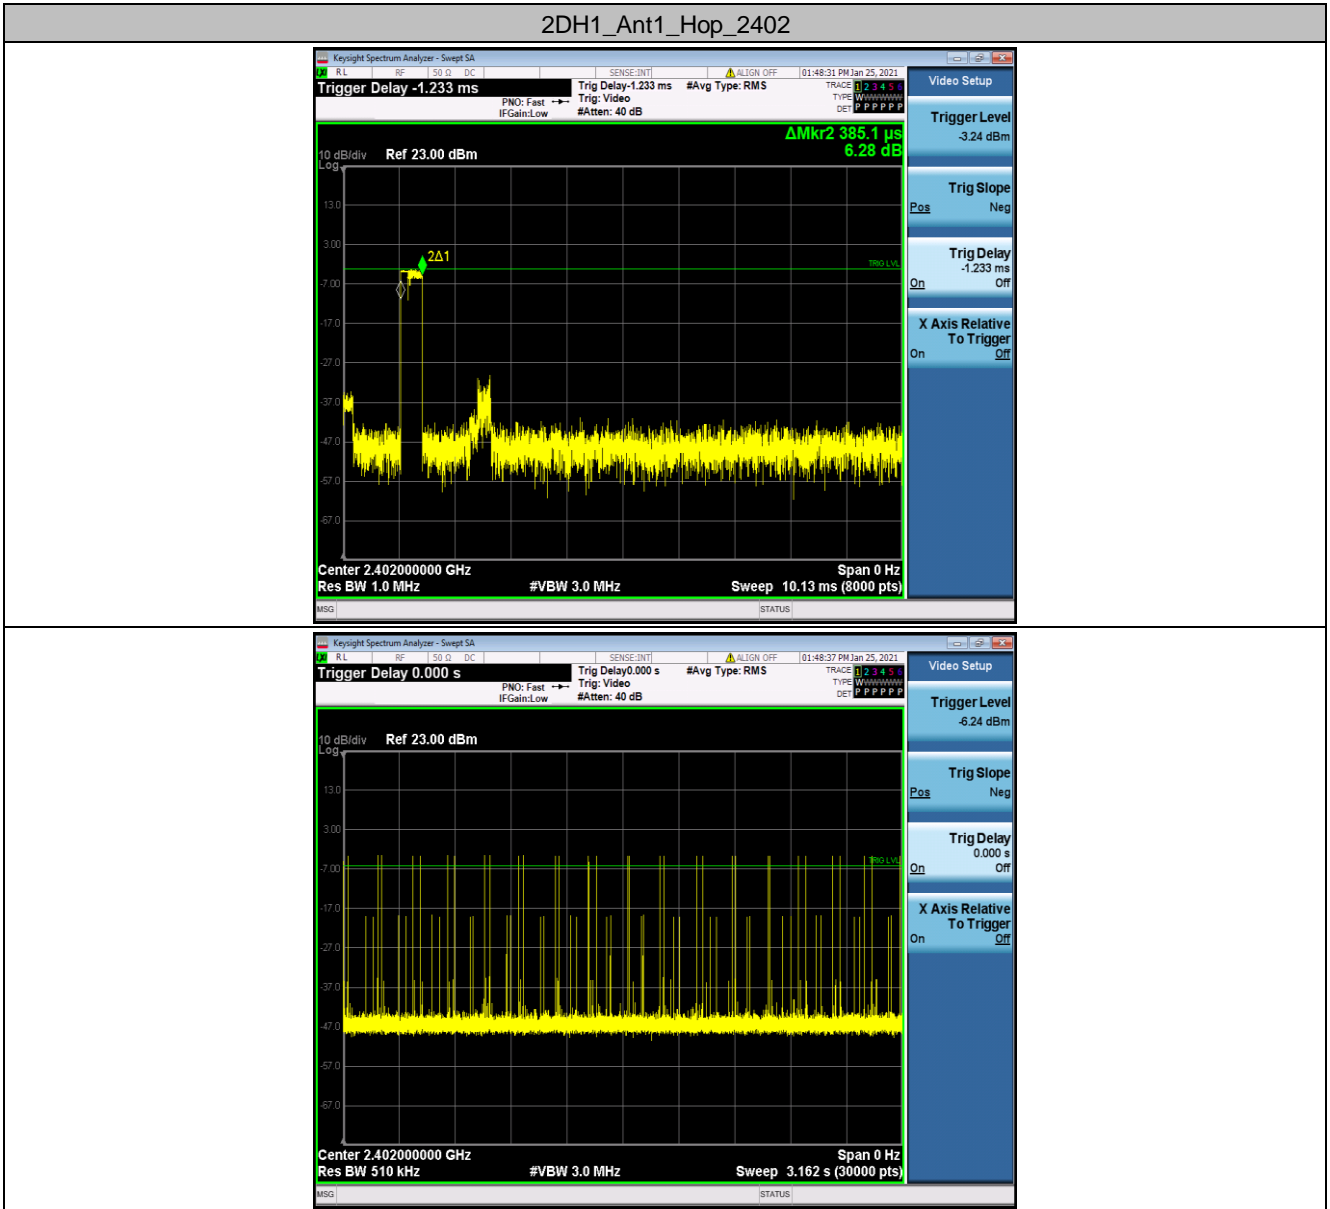 2DH1_Ant1_Hop_2402
Keysight Spectrum Analyzer - Swept SA
RL RF 50 Ω DC SENSE:INT ALIGN OFF 01:48:31 PM Jan 25, 2021
Trigger Delay -1.233 ms
Trig Delay-1.233 ms #Avg Type: RMS
TRACE 1 2 3 4 5 6
PNO: Fast Trig: Video
TYPE W
IFGain:Low #Atten: 40 dB
DET P P P P P P
ΔMkr2 385.1 µs
6.28 dB
10 dB/div Ref 23.00 dBm
Log
13.0
3.00
-7.00
-17.0
-27.0
-37.0
-47.0
-57.0
-67.0
2Δ1
TRIG LVL
Center 2.402000000 GHz Span 0 Hz
Res BW 1.0 MHz #VBW 3.0 MHz Sweep 10.13 ms (8000 pts)
MSG STATUS
Video Setup
Trigger Level
-3.24 dBm
Trig Slope
Pos Neg
Trig Delay
-1.233 ms
On Off
X Axis Relative
To Trigger
On Off
Keysight Spectrum Analyzer - Swept SA
RL RF 50 Ω DC SENSE:INT ALIGN OFF 01:48:37 PM Jan 25, 2021
Trigger Delay 0.000 s
Trig Delay0.000 s #Avg Type: RMS
TRACE 1 2 3 4 5 6
PNO: Fast Trig: Video
TYPE W
IFGain:Low #Atten: 40 dB
DET P P P P P P
10 dB/div Ref 23.00 dBm
Log
13.0
3.00
-7.00
-17.0
-27.0
-37.0
-47.0
-57.0
-67.0
TRIG LVL
Center 2.402000000 GHz Span 0 Hz
Res BW 510 kHz #VBW 3.0 MHz Sweep 3.162 s (30000 pts)
MSG STATUS
Video Setup
Trigger Level
-6.24 dBm
Trig Slope
Pos Neg
Trig Delay
0.000 s
On Off
X Axis Relative
To Trigger
On Off